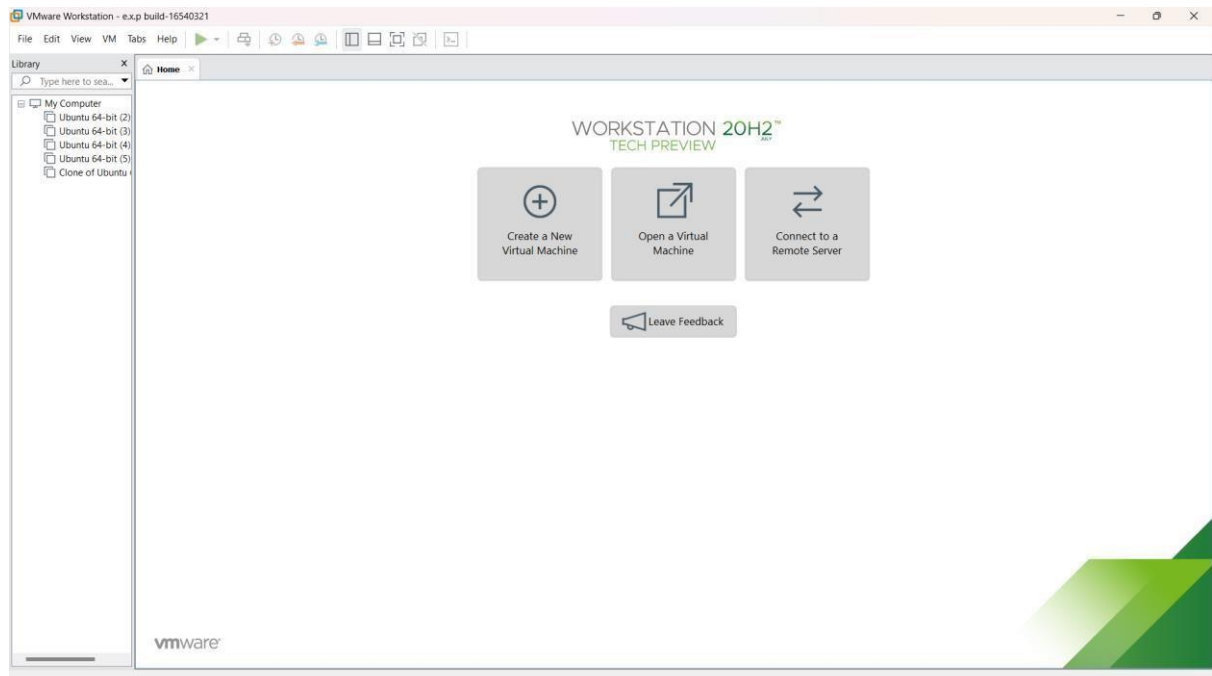 VMware Workstation - e.x.p build-16540321
File Edit View VM Tabs Help
Library X
Home ×
Type here to sea...
My Computer
Ubuntu 64-bit (2)
Ubuntu 64-bit (3)
Ubuntu 64-bit (4)
Ubuntu 64-bit (5)
Clone of Ubuntu
WORKSTATION 20H2™
JULY
TECH PREVIEW
Create a New
Virtual Machine
Open a Virtual
Machine
Connect to a
Remote Server
Leave Feedback
vmware